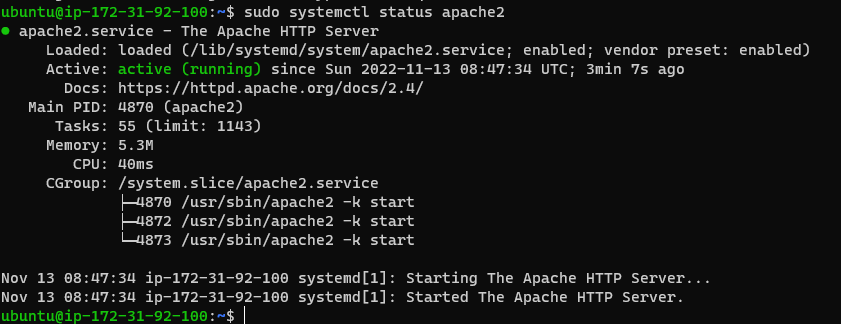 ubuntu@ip-172-31-92-100:~$ sudo systemctl status apache2
● apache2.service - The Apache HTTP Server
     Loaded: loaded (/lib/systemd/system/apache2.service; enabled; vendor preset: enabled)
     Active: active (running) since Sun 2022-11-13 08:47:34 UTC; 3min 7s ago
       Docs: https://httpd.apache.org/docs/2.4/
   Main PID: 4870 (apache2)
      Tasks: 55 (limit: 1143)
     Memory: 5.3M
        CPU: 40ms
     CGroup: /system.slice/apache2.service
             ├─4870 /usr/sbin/apache2 -k start
             ├─4872 /usr/sbin/apache2 -k start
             └─4873 /usr/sbin/apache2 -k start

Nov 13 08:47:34 ip-172-31-92-100 systemd[1]: Starting The Apache HTTP Server...
Nov 13 08:47:34 ip-172-31-92-100 systemd[1]: Started The Apache HTTP Server.
ubuntu@ip-172-31-92-100:~$